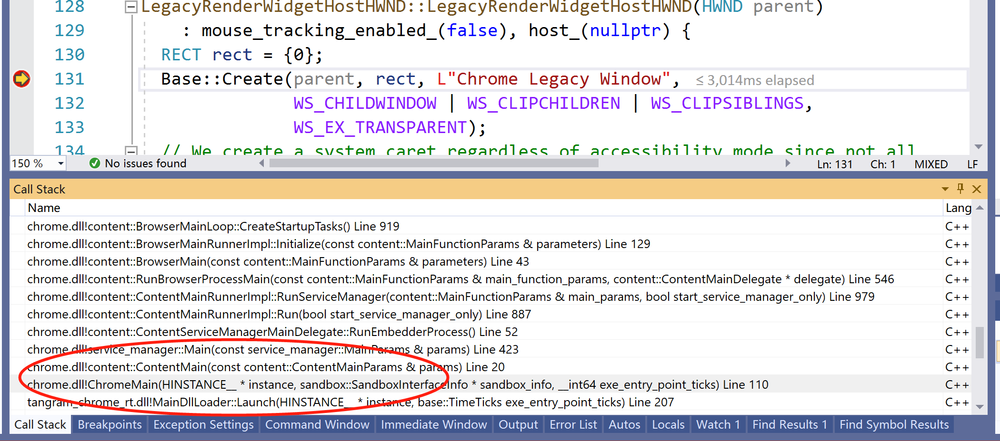 128 LegacyRenderWidgetHostHWND::LegacyRenderWidgetHostHWND(HWND parent)
129 : mouse_tracking_enabled_(false), host_(nullptr) {
130 RECT rect = {0};
131 Base::Create(parent, rect, L"Chrome Legacy Window", ≤ 3,014ms elapsed
132 WS_CHILDWINDOW | WS_CLIPCHILDREN | WS_CLIPSIBLINGS,
133 WS_EX_TRANSPARENT);
134 // We create a system caret regardless of accessibility mode since not all
150 % No issues found Ln: 131 Ch: 1 MIXED LF
Call Stack
Name Lang
chrome.dll!content::BrowserMainLoop::CreateStartupTasks() Line 919 C++
chrome.dll!content::BrowserMainRunnerImpl::Initialize(const content::MainFunctionParams & parameters) Line 129 C++
chrome.dll!content::BrowserMain(const content::MainFunctionParams & parameters) Line 43 C++
chrome.dll!content::RunBrowserProcessMain(const content::MainFunctionParams & main_function_params, content::ContentMainDelegate * delegate) Line 546 C++
chrome.dll!content::ContentMainRunnerImpl::RunServiceManager(content::MainFunctionParams & main_params, bool start_service_manager_only) Line 979 C++
chrome.dll!content::ContentMainRunnerImpl::Run(bool start_service_manager_only) Line 887 C++
chrome.dll!content::ContentServiceManagerMainDelegate::RunEmbedderProcess() Line 52 C++
chrome.dll!service_manager::Main(const service_manager::MainParams & params) Line 423 C++
chrome.dll!content::ContentMain(const content::ContentMainParams & params) Line 20 C++
chrome.dll!ChromeMain(HINSTANCE__ * instance, sandbox::SandboxInterfaceInfo * sandbox_info, __int64 exe_entry_point_ticks) Line 110 C++
tangram_chrome_rt.dll!MainDllLoader::Launch(HINSTANCE__ * instance, base::TimeTicks exe_entry_point_ticks) Line 207 C++
Call Stack Breakpoints Exception Settings Command Window Immediate Window Output Error List Autos Locals Watch 1 Find Results 1 Find Symbol Results